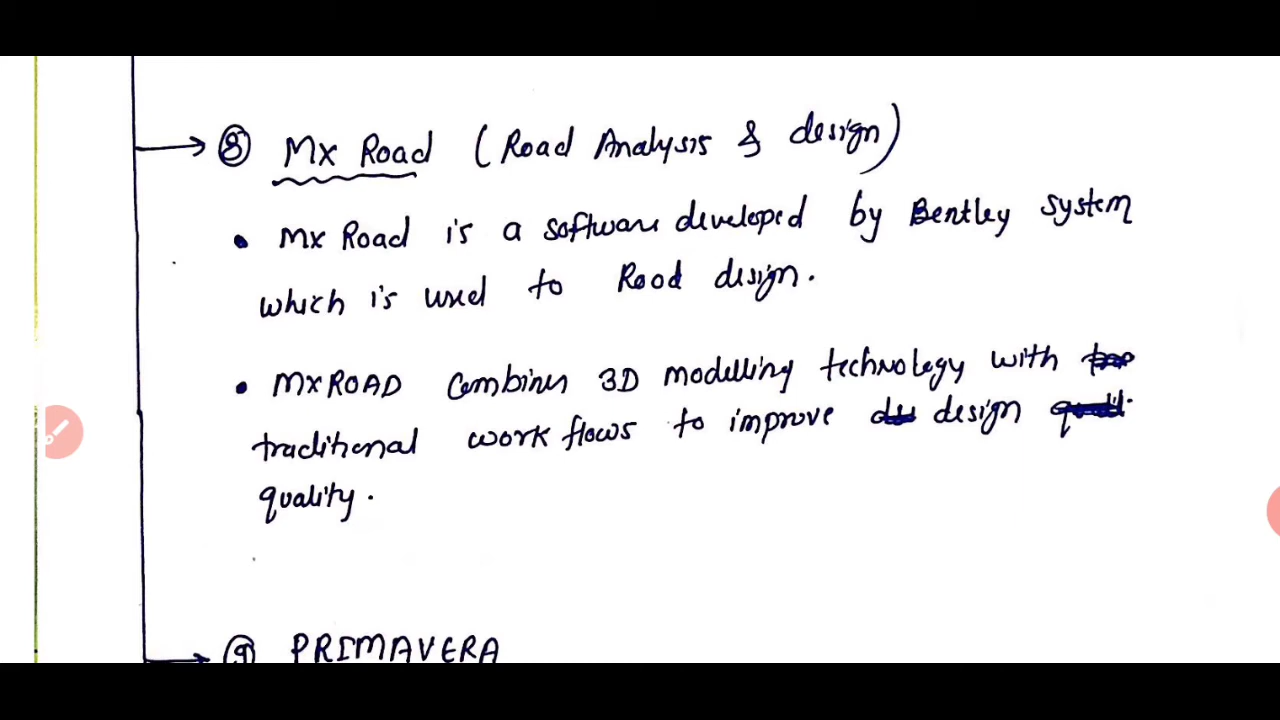 ⑧ MX Road (Road Analysis & design)
• MX Road is a software developed by Bentley system
which is used to Road design.
• MXROAD combines 3D modelling technology with
traditional work flows to improve design
quality.
⑨ PRIMAVERA